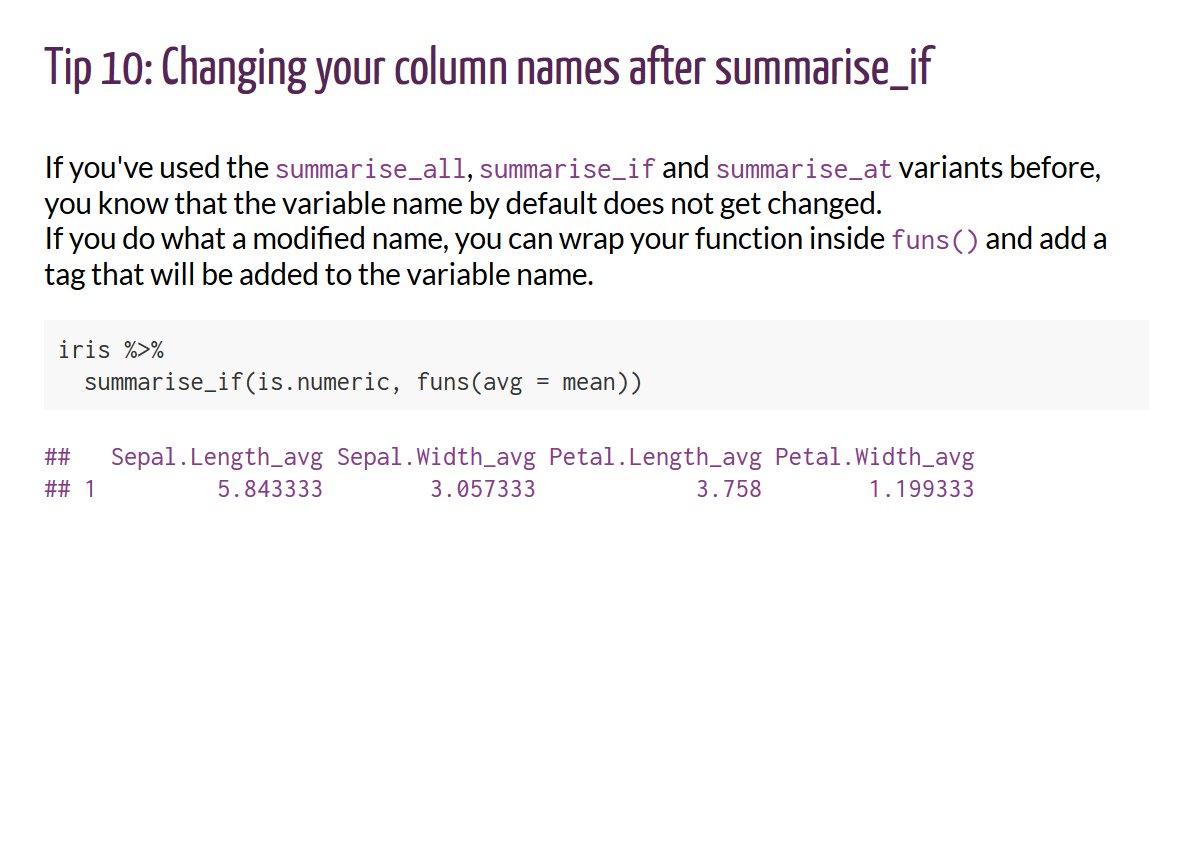 Tip 10: Changing your column names after summarise_if
If you've used the summarise_all, summarise_if and summarise_at variants before,
you know that the variable name by default does not get changed.
If you do what a modified name, you can wrap your function inside funs() and add a
tag that will be added to the variable name.
iris %>%
  summarise_if(is.numeric, funs(avg = mean))
##   Sepal.Length_avg Sepal.Width_avg Petal.Length_avg Petal.Width_avg
## 1         5.843333        3.057333            3.758        1.199333